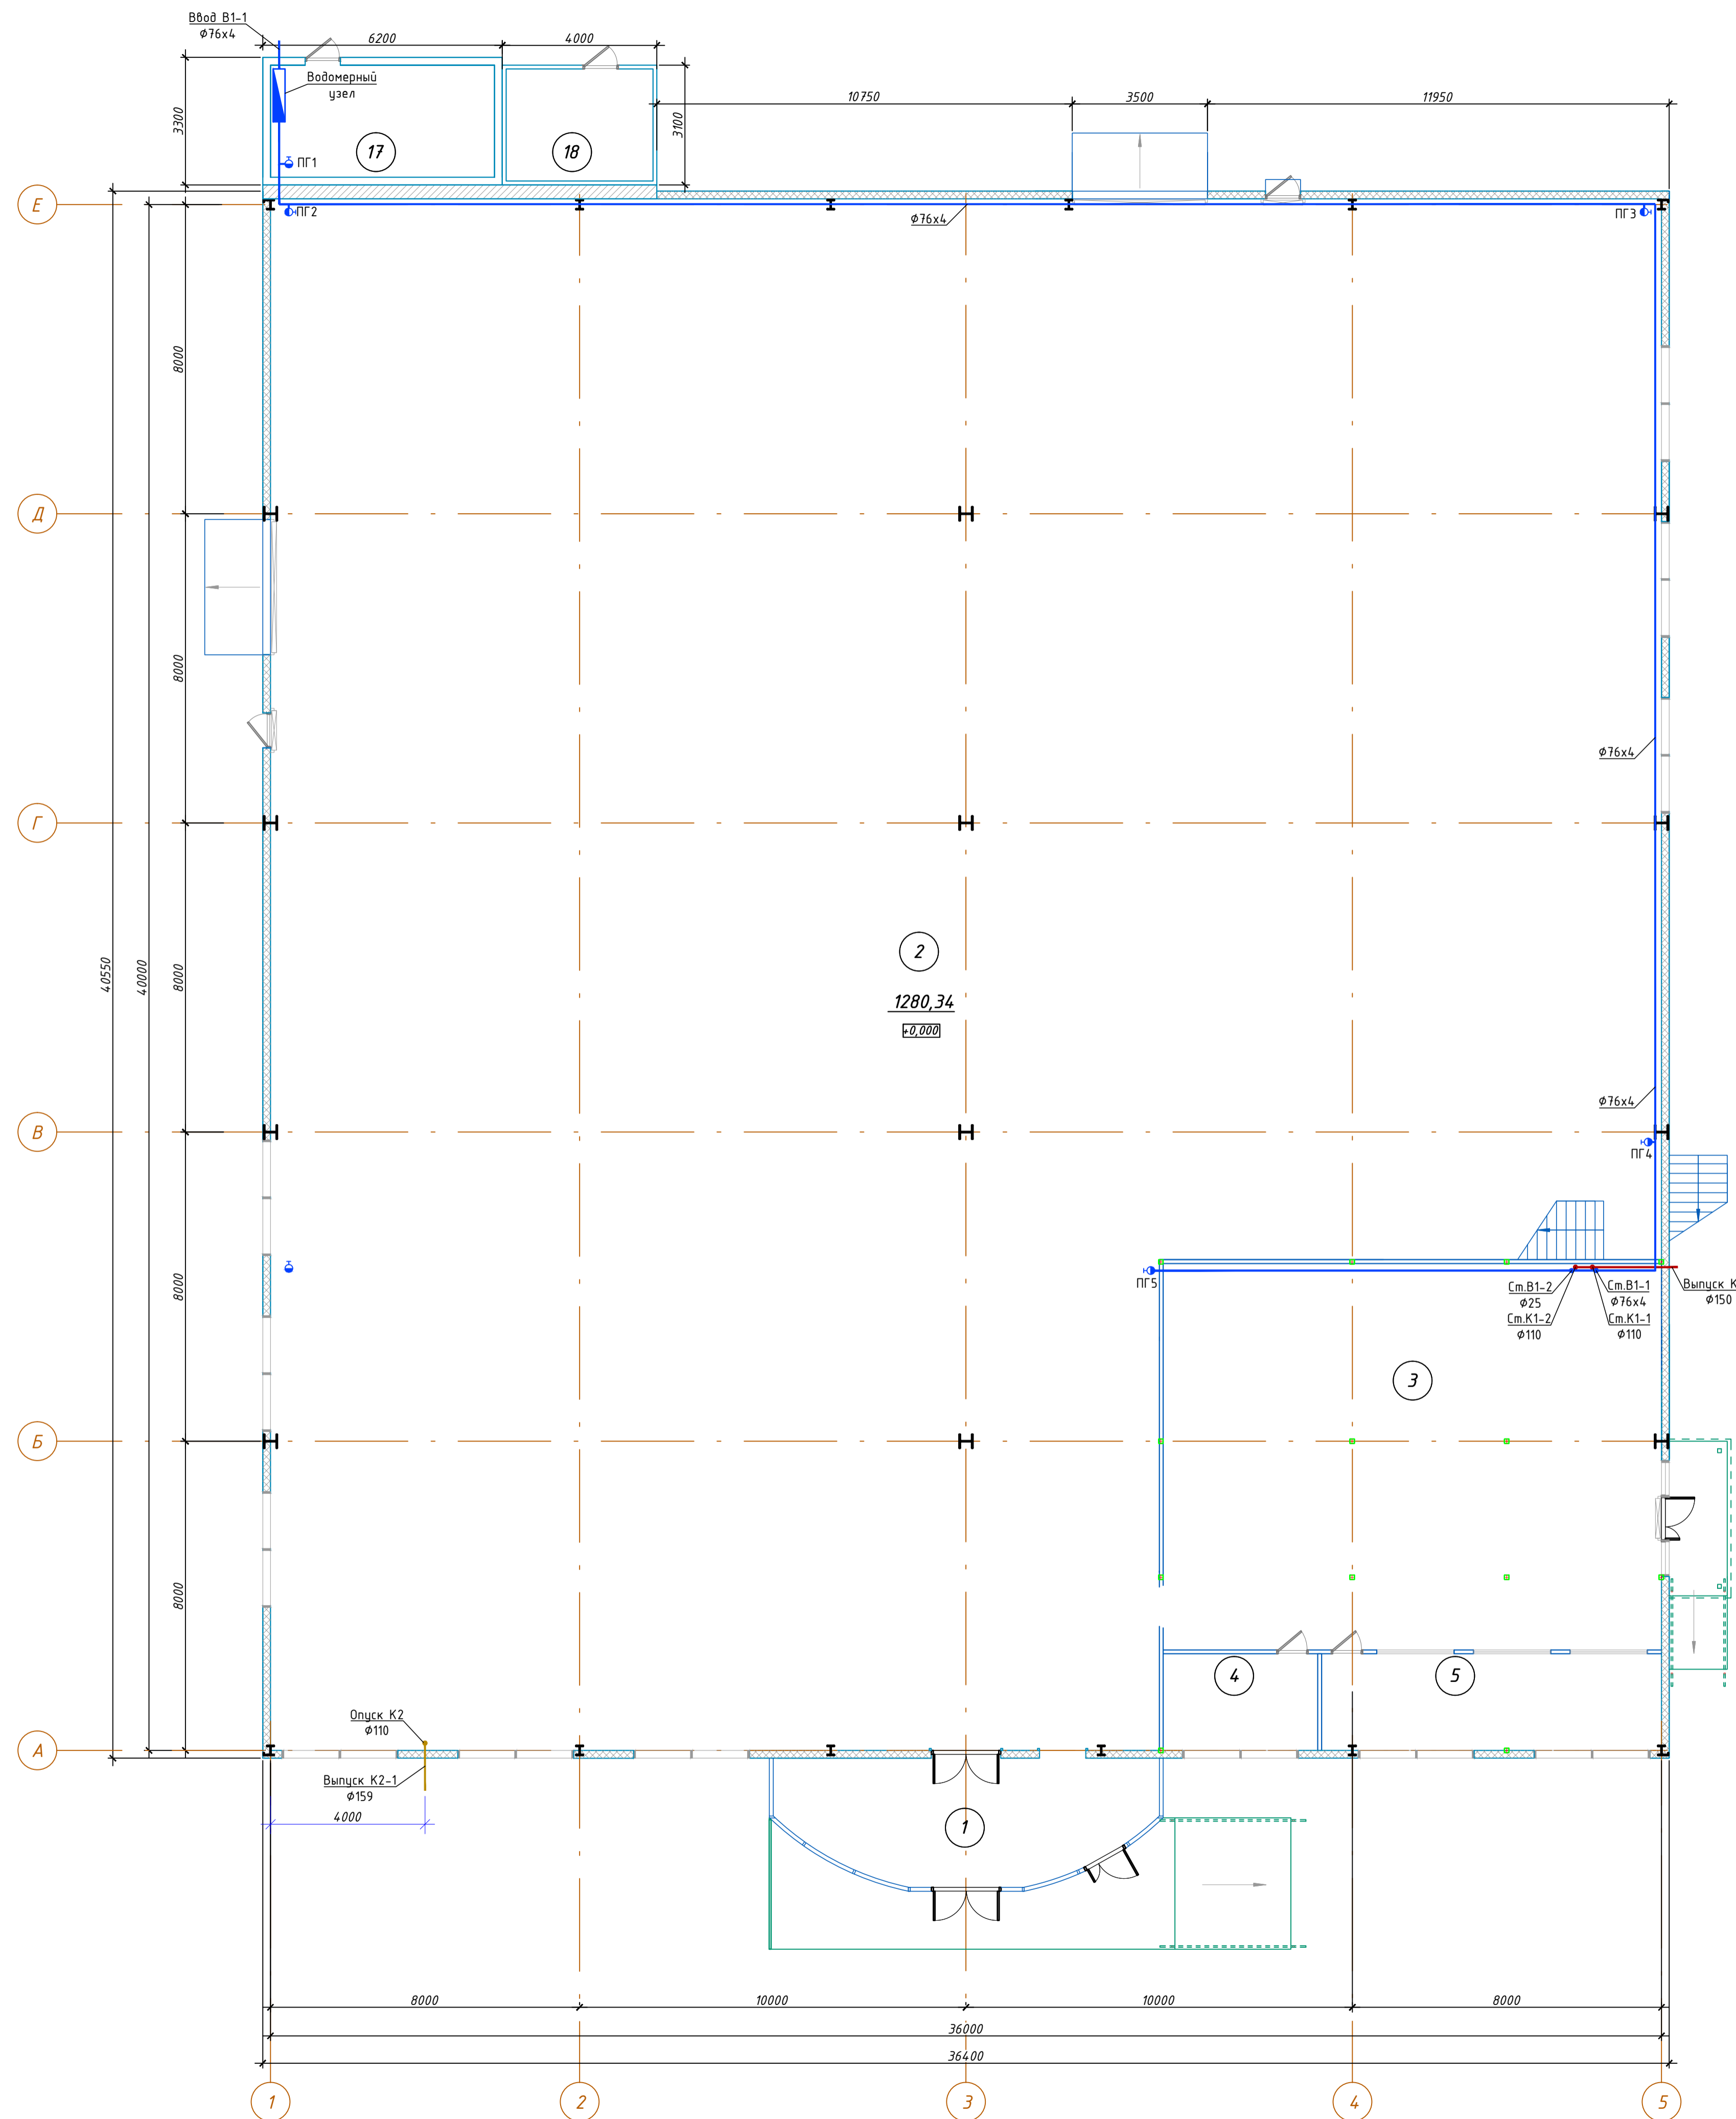 Ввод В1-1
Ф76х4
6200
4000
Водомерный
узел
3300
3100
10750
3500
11950
17
18
ПГ1
ПГ2
ПГ3
Е
Ф76х4
8000
Д
8000
Ф76х4
Г
2
1280,34
+0,000
40550
40000
8000
Ф76х4
В
ПГ4
ПГ5
8000
Ст.В1-2
Ф25
Ст.К1-2
Ф110
Ст.В1-1
Ф76х4
Ст.К1-1
Ф110
Выпуск К
Ф150
3
Б
8000
4
5
Опуск К2
Ф110
А
Выпуск К2-1
Ф159
4000
1
8000
10000
10000
8000
36000
36400
1
2
3
4
5